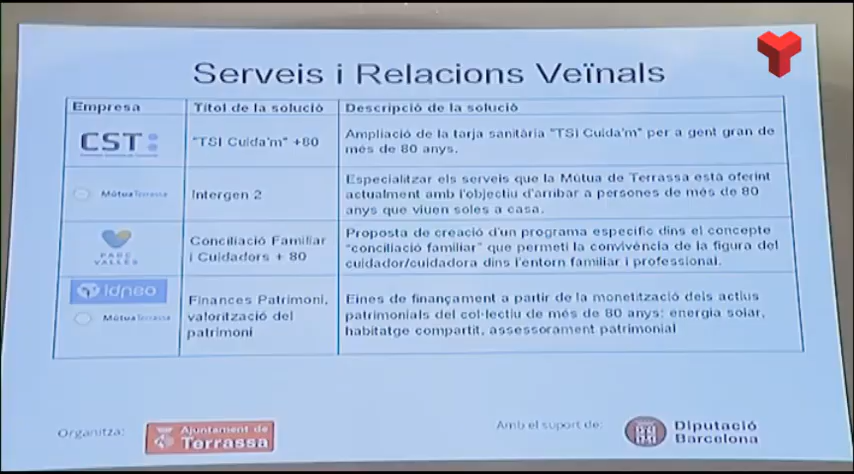 Serveis i Relacions Veïnals
Empresa
Títol de la solució
Descripció de la solució
CST
"TSI Cuida'm" +80
Ampliació de la tarja sanitària "TSI Cuida'm" per a gent gran de
més de 80 anys.
MútuaTerrassa
Intergen 2
Especialitzar els serveis que la Mútua de Terrassa està oferint
actualment amb l'objectiu d'arribar a persones de més de 80
anys que viuen soles a casa.
PARC
VALLÈS
Conciliació Familiar
i Cuidadors + 80
Proposta de creació d'un programa específic dins el concepte
"conciliació familiar" que permeti la convivència de la figura del
cuidador/cuidadora dins l'entorn familiar i professional.
idneo
MútuaTerrassa
Finances Patrimoni,
valorització del
patrimoni
Eines de finançament a partir de la monetització dels actius
patrimonials del col·lectiu de més de 80 anys: energia solar,
habitatge compartit, assessorament patrimonial
Organitza:
Ajuntament de
Terrassa
Amb el suport de:
Diputació
Barcelona